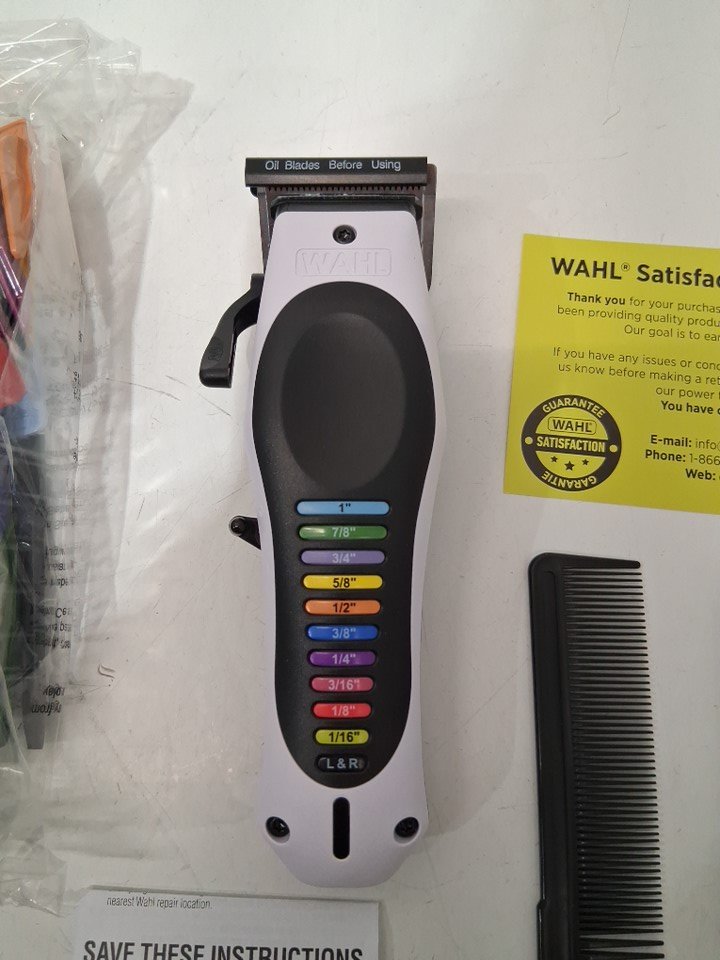 Oil Blades Before Using
WAHL
1"
7/8"
3/4"
5/8"
1/2"
3/8"
1/4"
3/16"
1/8"
1/16"
L & R
WAHL® Satisfac
Thank you for your purchas
been providing quality produ
Our goal is to ear
If you have any issues or conc
us know before making a ret
our power
You have
GUARANTEE
WAHL
SATISFACTION
GARANTIE
E-mail: info
Phone: 1-866
Web:
nearest Wahl repair location.
SAVE THESE INSTRUCTIONS